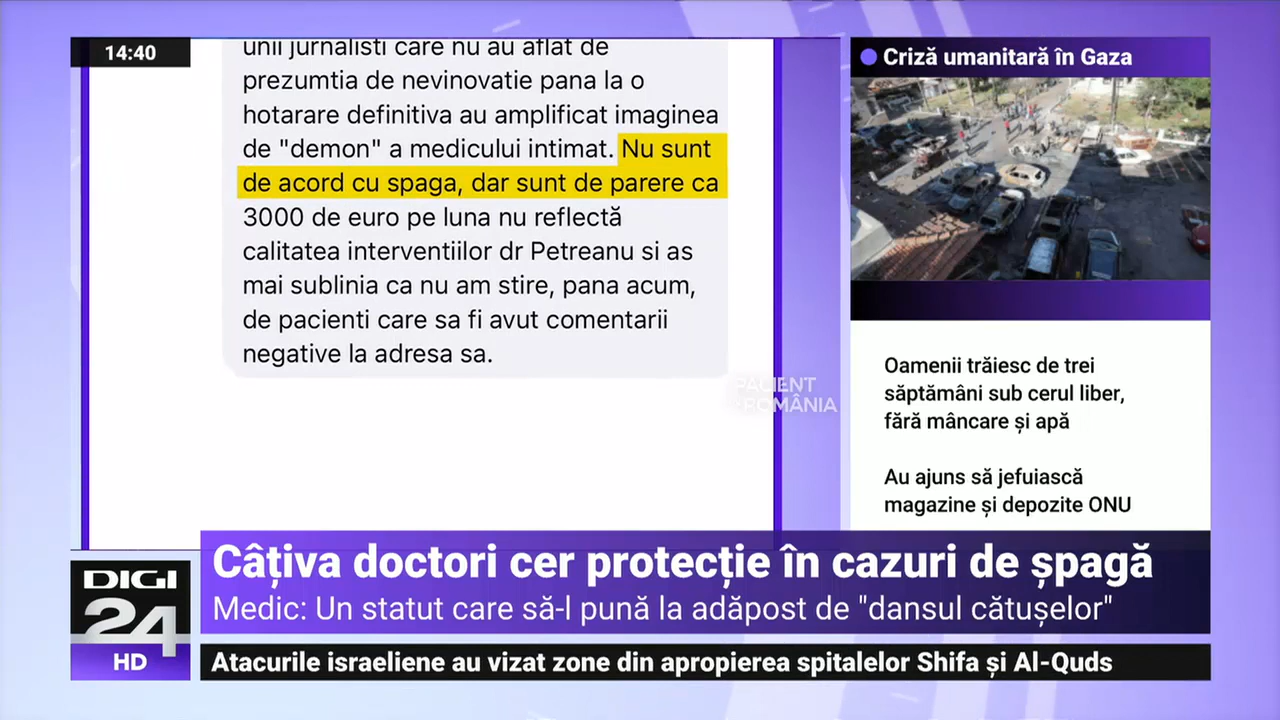 14:40
unii jurnalisti care nu au aflat de
prezumtia de nevinovatie pana la o
hotarare definitiva au amplificat imaginea
de "demon" a medicului intimat. Nu sunt
de acord cu spaga, dar sunt de parere ca
3000 de euro pe luna nu reflectă
calitatea interventiilor dr Petreanu si as
mai sublinia ca nu am stire, pana acum,
de pacienti care sa fi avut comentarii
negative la adresa sa.
PACIENT
ROMÂNIA
Criză umanitară în Gaza
Oamenii trăiesc de trei
săptămâni sub cerul liber,
fără mâncare și apă
Au ajuns să jefuiască
magazine și depozite ONU
Câțiva doctori cer protecție în cazuri de șpagă
Medic: Un statut care să-l pună la adăpost de "dansul cătușelor"
DIGI
24
HD
Atacurile israeliene au vizat zone din apropierea spitalelor Shifa și Al-Quds